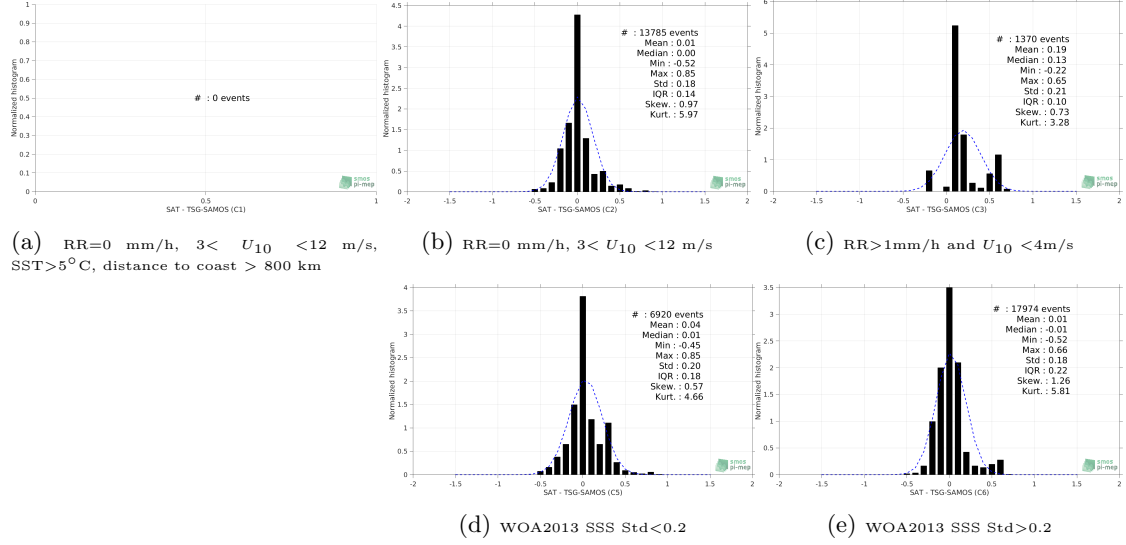 1
0.9
0.8
0.7
0.6
0.5
0.4
0.3
0.2
0.1
0
Normalized histogram
# : 0 events
smos
pi-mep
0 0.5 1
SAT - TSG-SAMOS (C1)
(a) RR=0 mm/h, 3< U10 <12 m/s,
SST>5°C, distance to coast > 800 km
4.5
4
3.5
3
2.5
2
1.5
1
0.5
0
Normalized histogram
# : 13785 events
Mean : 0.01
Median : 0.00
Min : -0.52
Max : 0.85
Std : 0.18
IQR : 0.14
Skew. : 0.97
Kurt. : 5.97
smos
pi-mep
-2 -1.5 -1 -0.5 0 0.5 1 1.5 2
SAT - TSG-SAMOS (C2)
(b) RR=0 mm/h, 3< U10 <12 m/s
6
5
4
3
2
1
0
Normalized histogram
# : 1370 events
Mean : 0.19
Median : 0.13
Min : -0.22
Max : 0.65
Std : 0.21
IQR : 0.10
Skew. : 0.73
Kurt. : 3.28
smos
pi-mep
-2 -1.5 -1 -0.5 0 0.5 1 1.5 2
SAT - TSG-SAMOS (C3)
(c) RR>1mm/h and U10 <4m/s
4
3.5
3
2.5
2
1.5
1
0.5
0
Normalized histogram
# : 6920 events
Mean : 0.04
Median : 0.01
Min : -0.45
Max : 0.85
Std : 0.20
IQR : 0.18
Skew. : 0.57
Kurt. : 4.66
smos
pi-mep
-2 -1.5 -1 -0.5 0 0.5 1 1.5 2
SAT - TSG-SAMOS (C5)
(d) WOA2013 SSS Std<0.2
3.5
3
2.5
2
1.5
1
0.5
0
Normalized histogram
# : 17974 events
Mean : 0.01
Median : -0.01
Min : -0.52
Max : 0.66
Std : 0.18
IQR : 0.22
Skew. : 1.26
Kurt. : 5.81
smos
pi-mep
-2 -1.5 -1 -0.5 0 0.5 1 1.5 2
SAT - TSG-SAMOS (C6)
(e) WOA2013 SSS Std>0.2